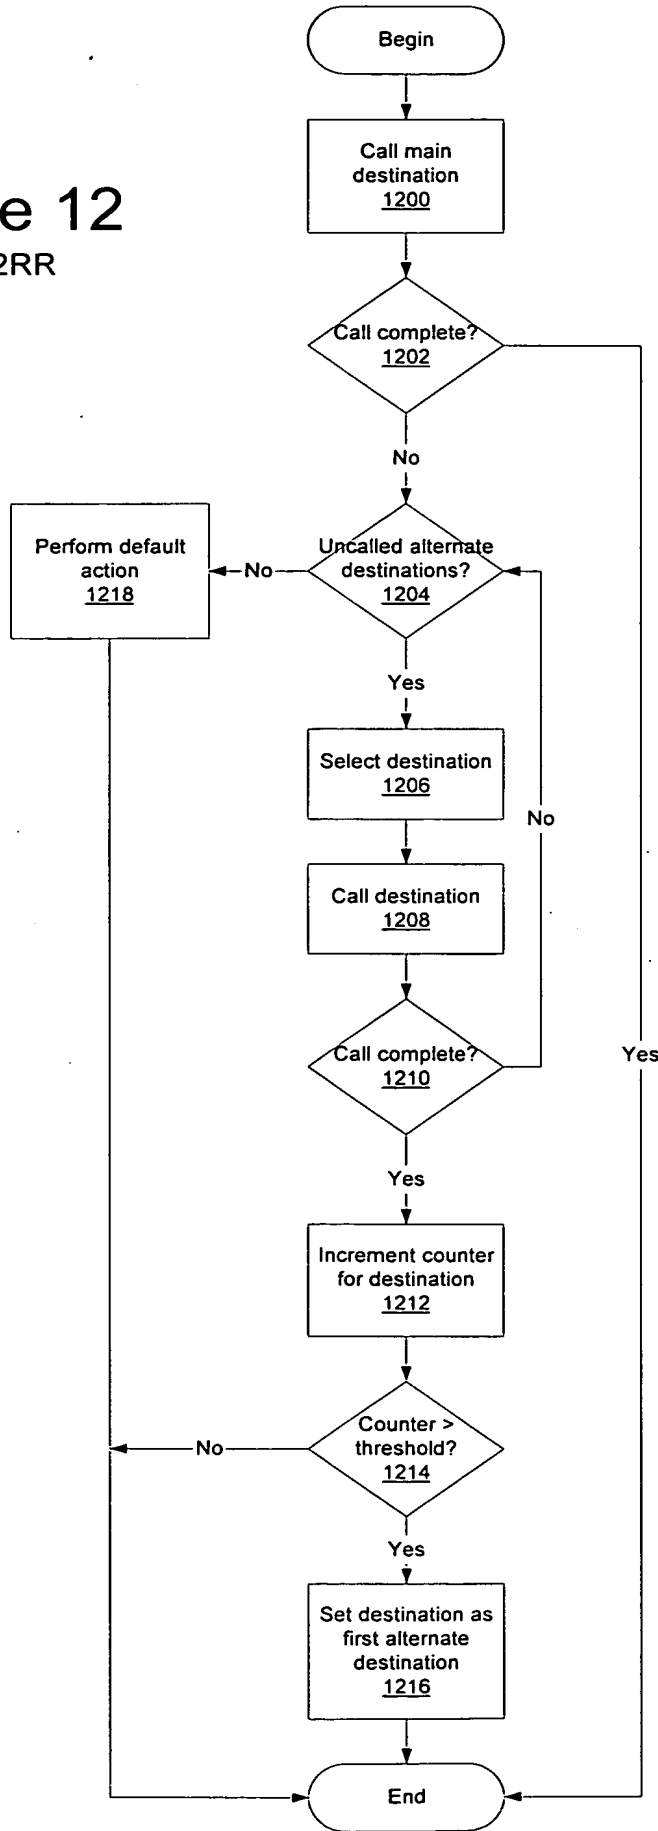 Begin
Call main
destination
1200
e 12
2RR
Call complete?
1202
No
Uncalled alternate
destinations?
1204
No
Perform default
action
1218
Yes
Select destination
1206
No
Call destination
1208
Call complete?
1210
Yes
Yes
Increment counter
for destination
1212
Counter >
threshold?
1214
No
Yes
Set destination as
first alternate
destination
1216
End